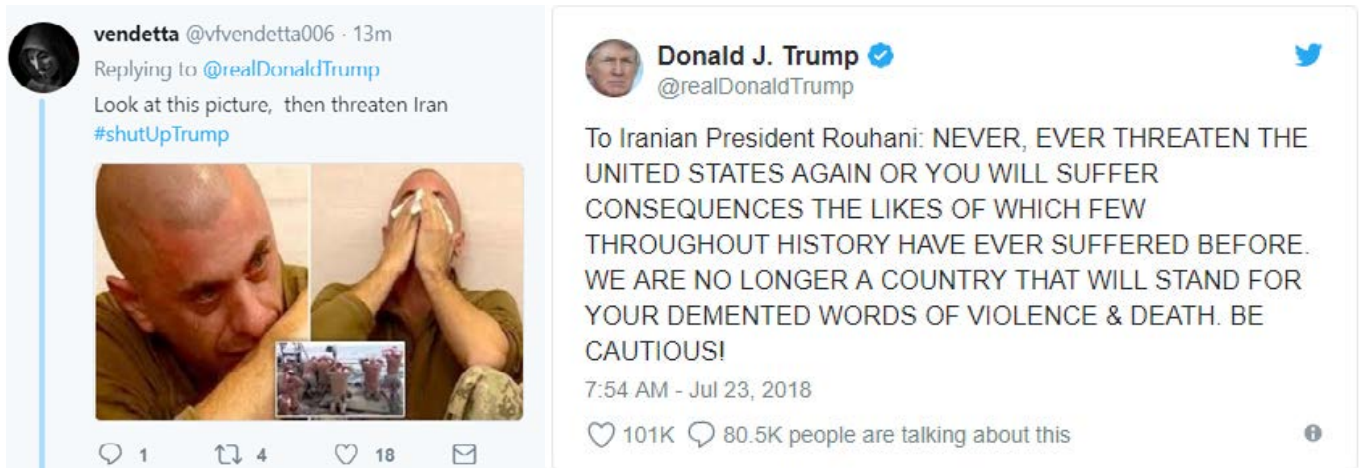 vendetta @vfvendetta006 · 13m
Replying to @realDonaldTrump
Look at this picture, then threaten Iran
#shutUpTrump
1 4 18
Donald J. Trump
@realDonaldTrump
To Iranian President Rouhani: NEVER, EVER THREATEN THE
UNITED STATES AGAIN OR YOU WILL SUFFER
CONSEQUENCES THE LIKES OF WHICH FEW
THROUGHOUT HISTORY HAVE EVER SUFFERED BEFORE.
WE ARE NO LONGER A COUNTRY THAT WILL STAND FOR
YOUR DEMENTED WORDS OF VIOLENCE & DEATH. BE
CAUTIOUS!
7:54 AM - Jul 23, 2018
101K 80.5K people are talking about this